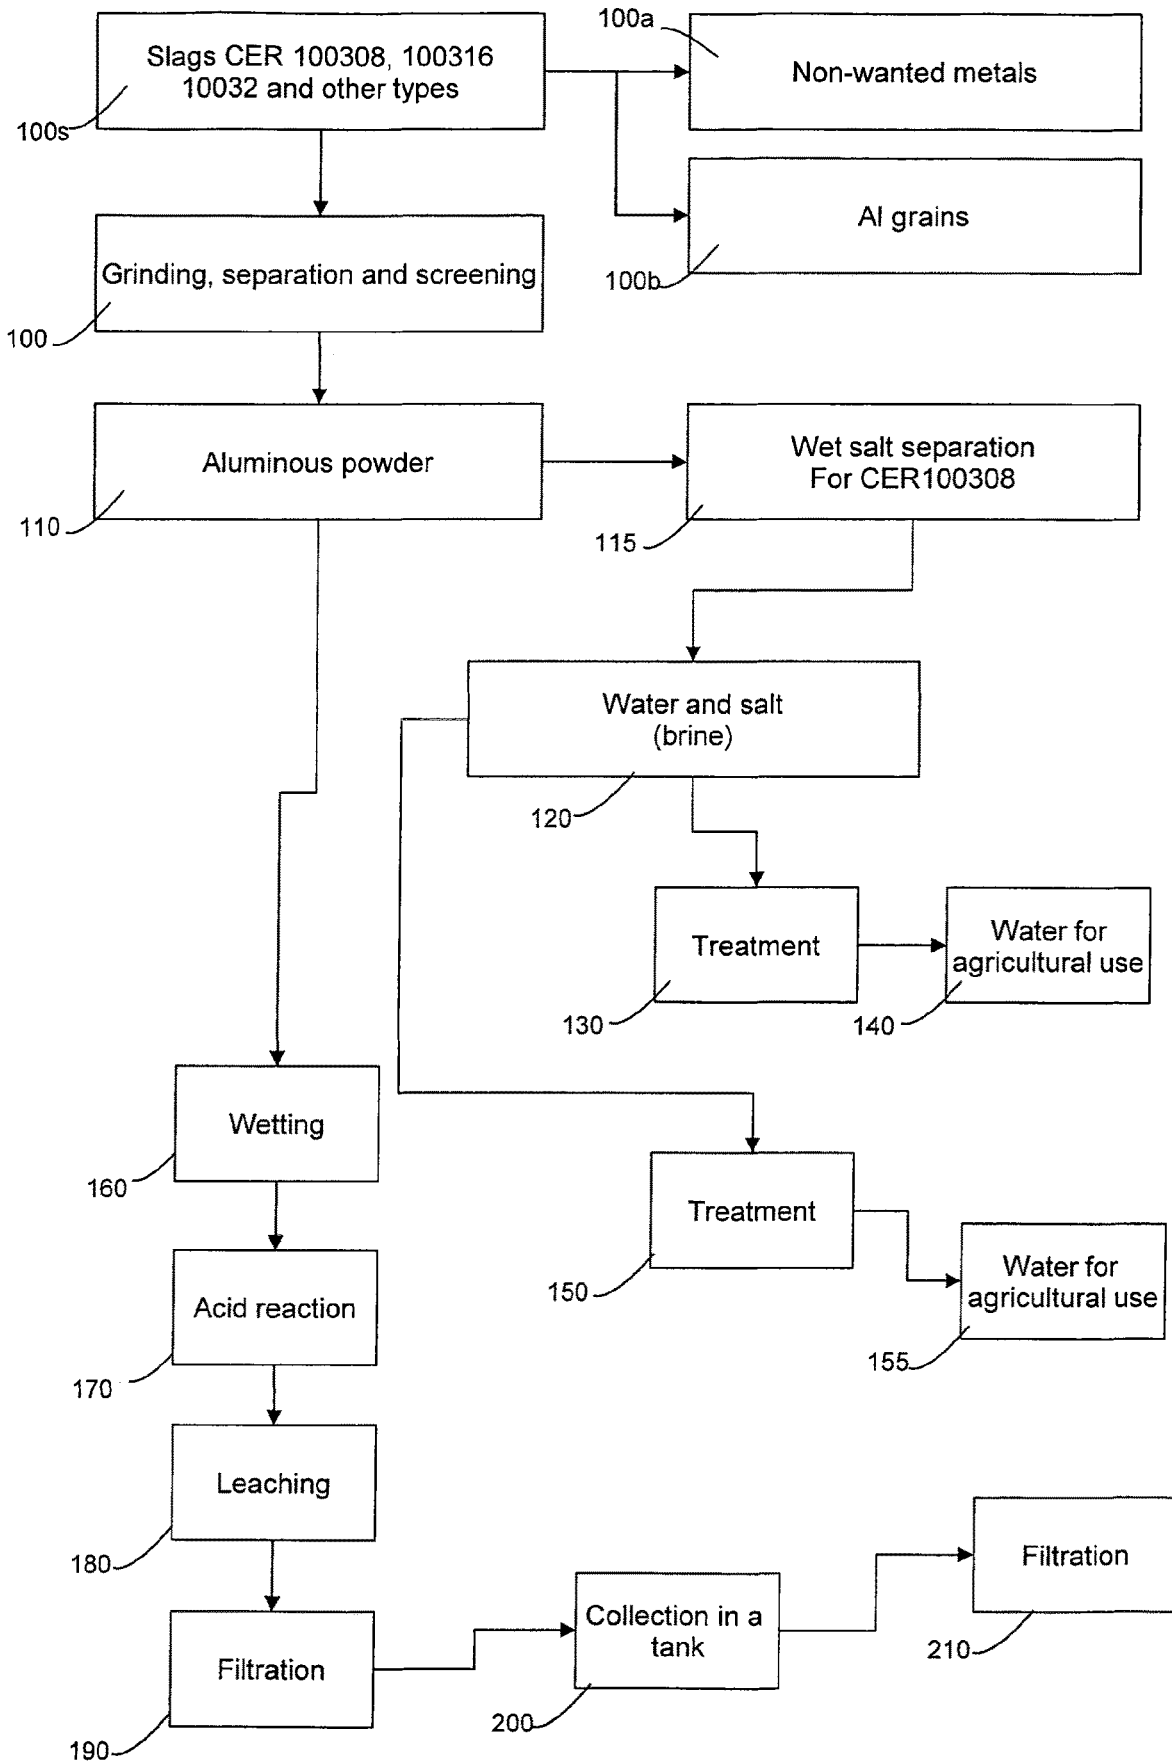 100a
Slags CER 100308, 100316
10032 and other types
Non-wanted metals
100s
Al grains
Grinding, separation and screening
100b
100
Aluminous powder
Wet salt separation
For CER100308
110
115
Water and salt
(brine)
120
Treatment
Water for
agricultural use
130
140
Wetting
160
Treatment
150
Water for
agricultural use
155
Acid reaction
170
Leaching
180
Filtration
210
Collection in a
tank
200
Filtration
190